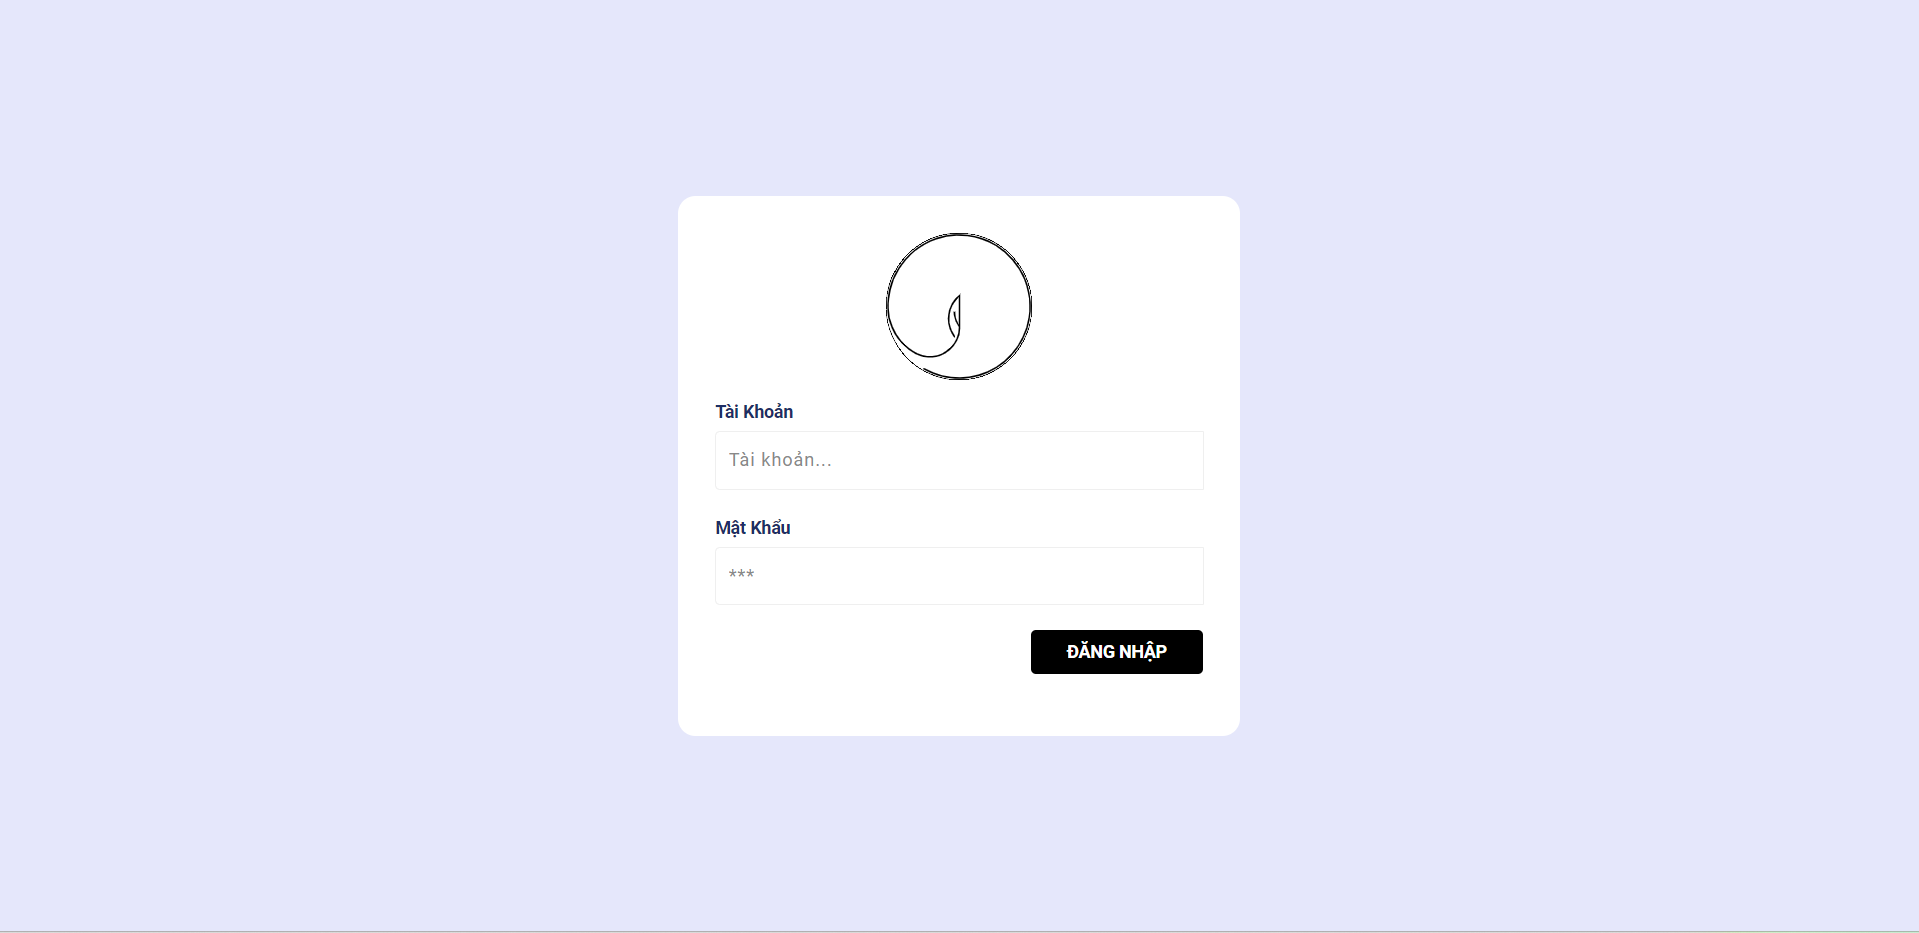 Tài Khoản
Tài khoản...
Mật Khẩu
***
ĐĂNG NHẬP